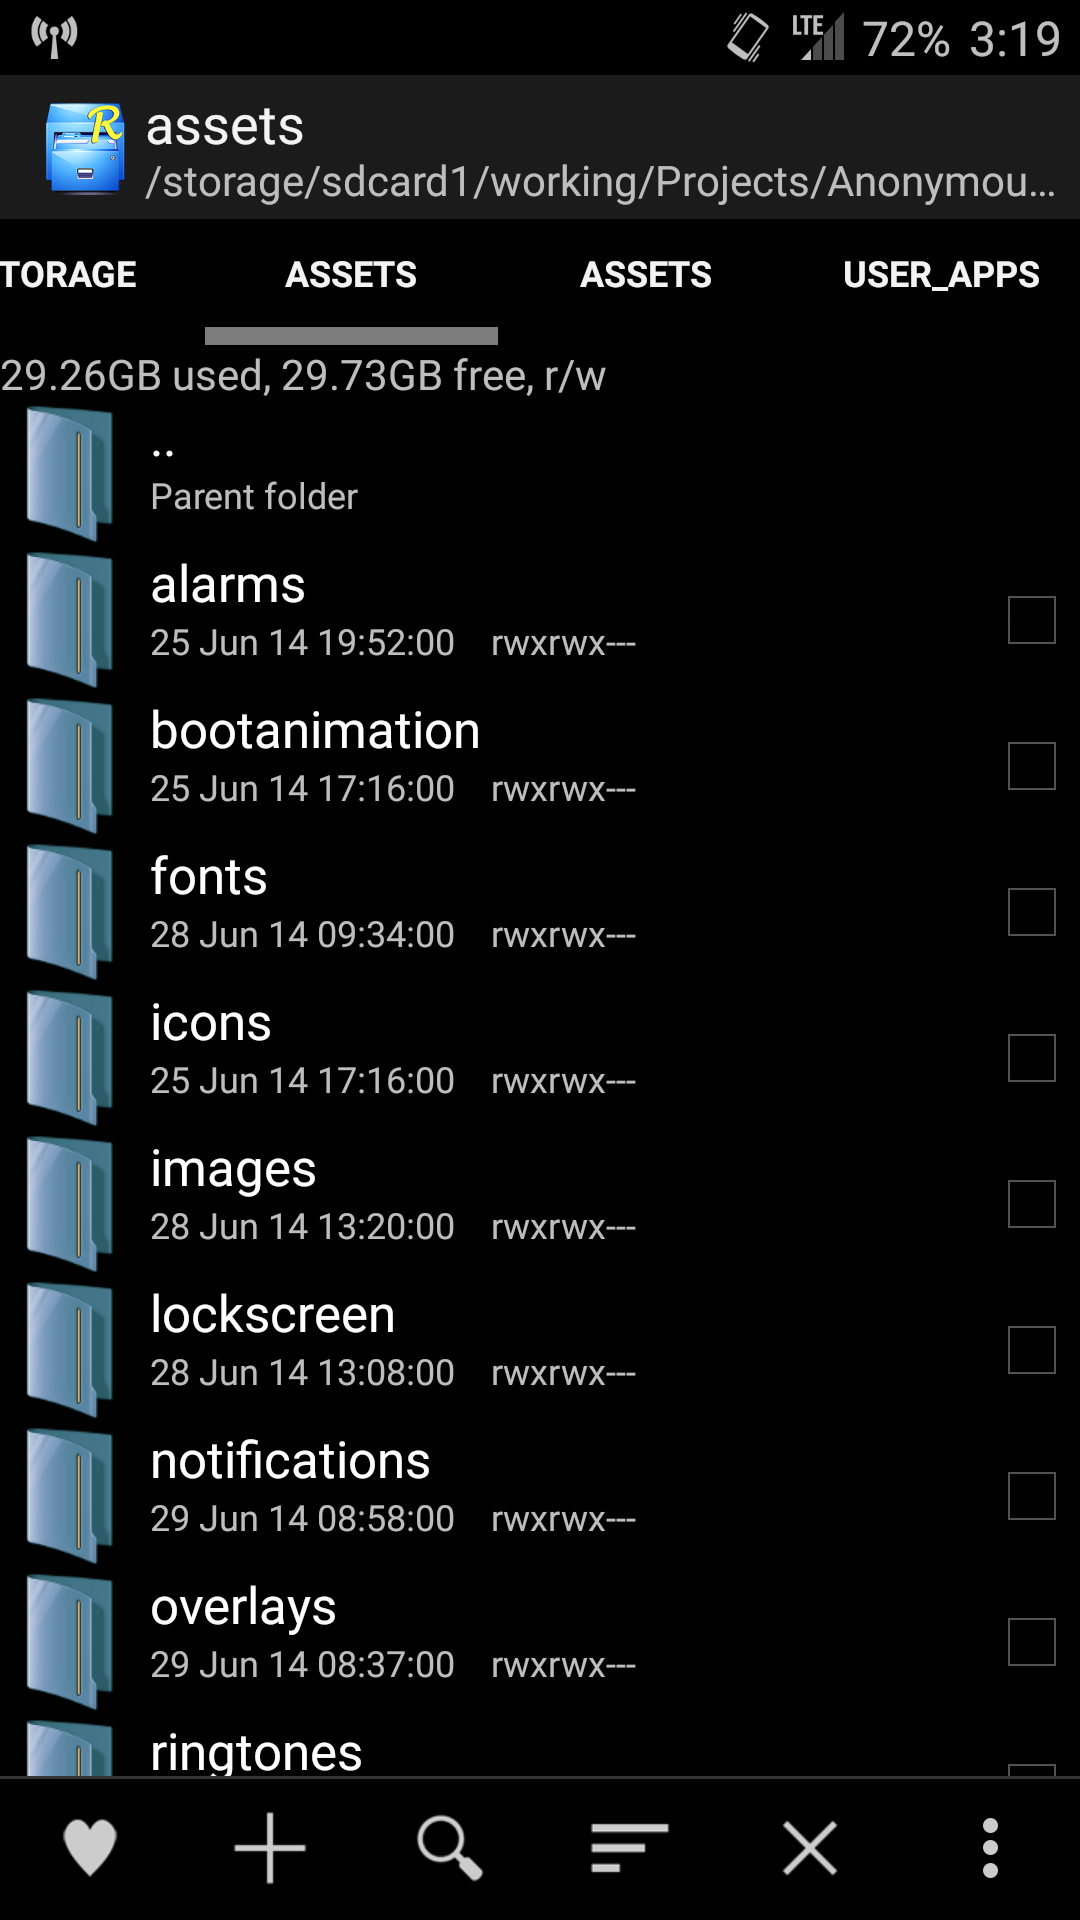 LTE 72% 3:19
R
assets
/storage/sdcard1/working/Projects/Anonymou...
TORAGE ASSETS ASSETS USER_APPS
29.26GB used, 29.73GB free, r/w
..
Parent folder
alarms
25 Jun 14 19:52:00 rwxrwx---
bootanimation
25 Jun 14 17:16:00 rwxrwx---
fonts
28 Jun 14 09:34:00 rwxrwx---
icons
25 Jun 14 17:16:00 rwxrwx---
images
28 Jun 14 13:20:00 rwxrwx---
lockscreen
28 Jun 14 13:08:00 rwxrwx---
notifications
29 Jun 14 08:58:00 rwxrwx---
overlays
29 Jun 14 08:37:00 rwxrwx---
ringtones